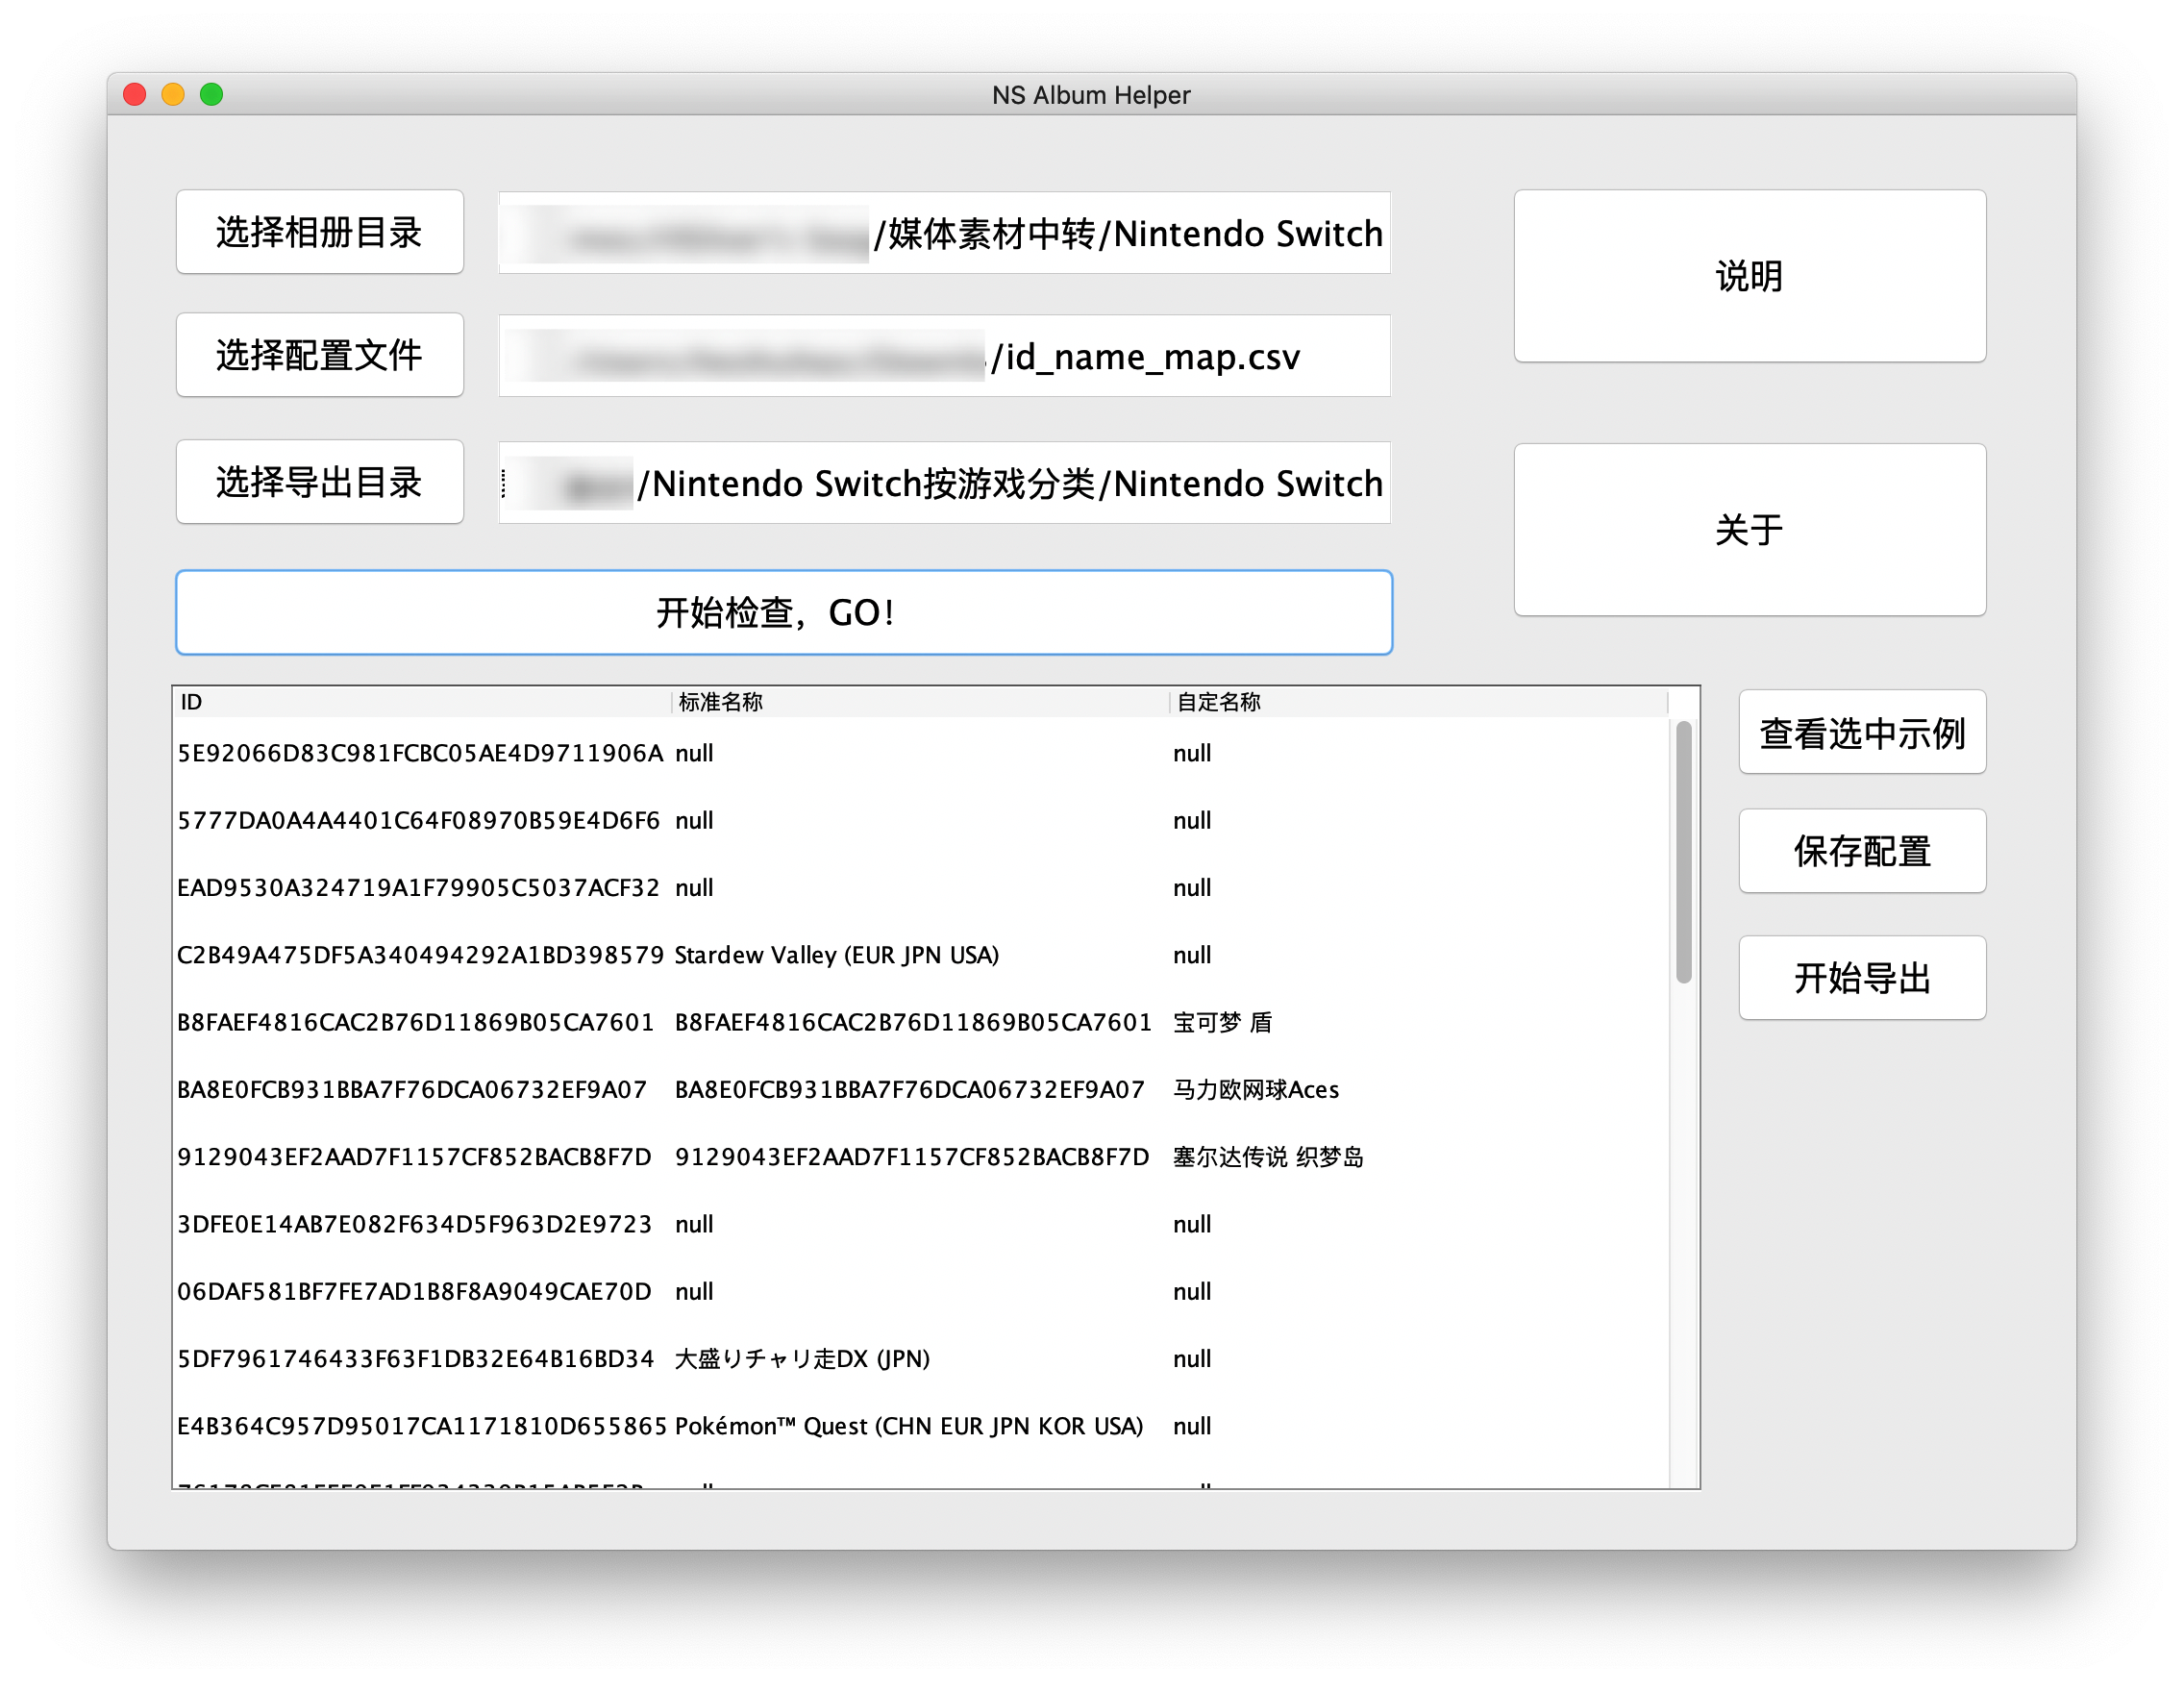 NS Album Helper
选择相册目录
/媒体素材中转/Nintendo Switch
说明
选择配置文件
/id_name_map.csv
选择导出目录
/Nintendo Switch按游戏分类/Nintendo Switch
关于
开始检查，GO！
ID 标准名称 自定名称
5E92066D83C981FCBC05AE4D9711906A null null
5777DA0A4A4401C64F08970B59E4D6F6 null null
EAD9530A324719A1F79905C5037ACF32 null null
C2B49A475DF5A340494292A1BD398579 Stardew Valley (EUR JPN USA) null
B8FAEF4816CAC2B76D11869B05CA7601 B8FAEF4816CAC2B76D11869B05CA7601 宝可梦 盾
BA8E0FCB931BBA7F76DCA06732EF9A07 BA8E0FCB931BBA7F76DCA06732EF9A07 马力欧网球Aces
9129043EF2AAD7F1157CF852BACB8F7D 9129043EF2AAD7F1157CF852BACB8F7D 塞尔达传说 织梦岛
3DFE0E14AB7E082F634D5F963D2E9723 null null
06DAF581BF7FE7AD1B8F8A9049CAE70D null null
5DF7961746433F63F1DB32E64B16BD34 大盛りチャリ走DX (JPN) null
E4B364C957D95017CA1171810D655865 Pokémon™ Quest (CHN EUR JPN KOR USA) null
查看选中示例
保存配置
开始导出